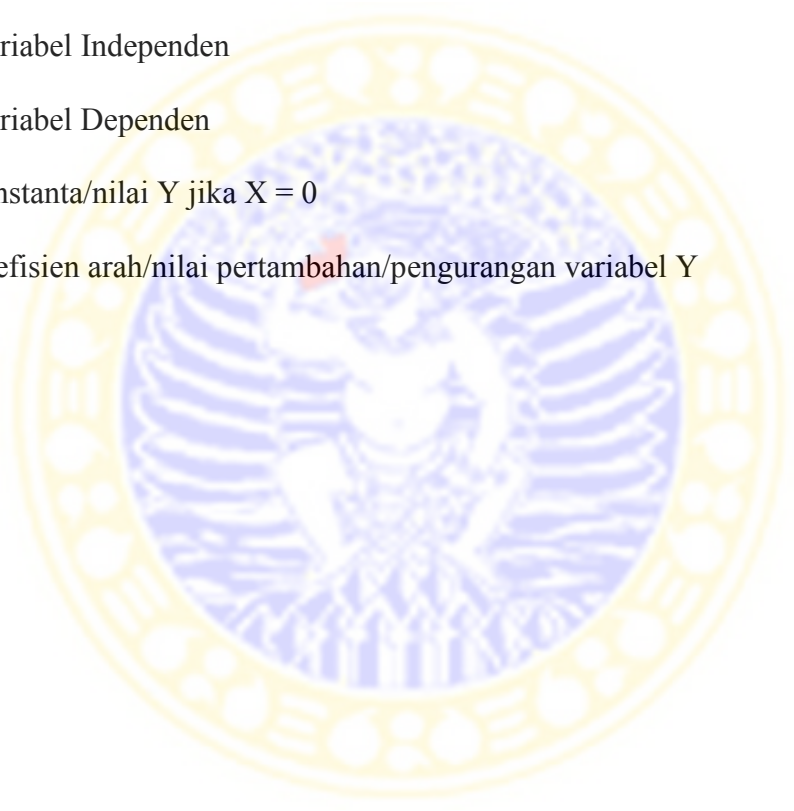 riabel Independen
riabel Dependen
nstanta/nilai Y jika X = 0
efisien arah/nilai pertambahan/pengurangan variabel Y